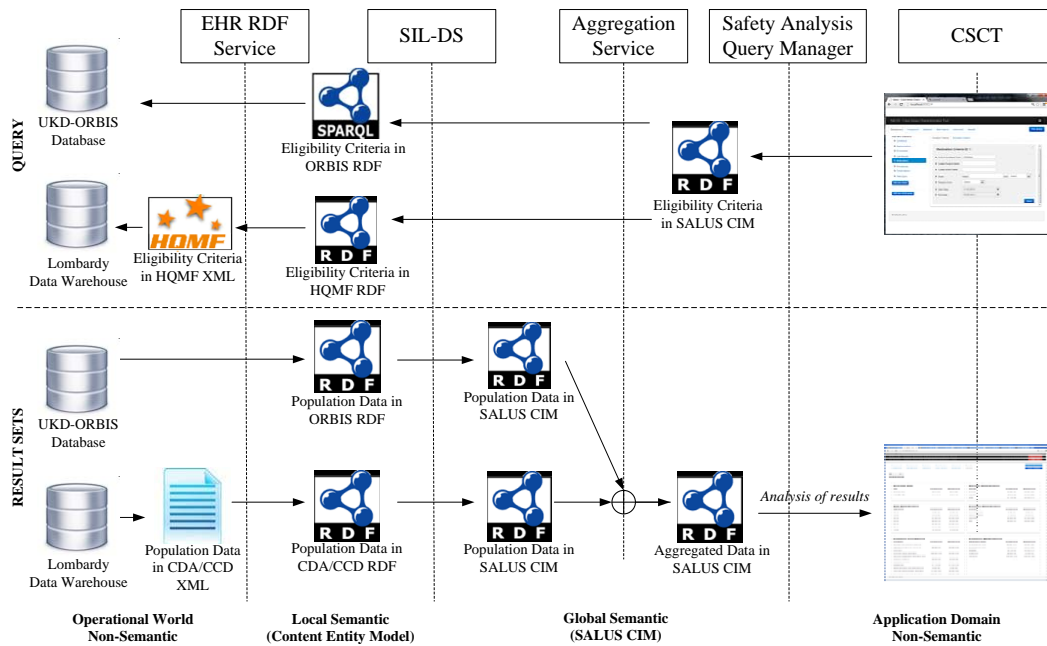 EHR RDF
Service
SIL-DS
Aggregation
Service
Safety Analysis
Query Manager
CSCT
QUERY
UKD-ORBIS
Database
SPARQL
Eligibility Criteria in
ORBIS RDF
RDF
Eligibility Criteria
in SALUS CIM
Lombardy
Data Warehouse
HQMF
Eligibility Criteria
in HQMF XML
RDF
Eligibility Criteria in
HQMF RDF
RESULT SETS
UKD-ORBIS
Database
RDF
Population Data in
ORBIS RDF
RDF
Population Data in
SALUS CIM
Lombardy
Data Warehouse
Population Data
in CDA/CCD
XML
RDF
Population Data in
CDA/CCD RDF
RDF
Population Data in
SALUS CIM
RDF
Aggregated Data in
SALUS CIM
Analysis of results
Operational World
Non-Semantic
Local Semantic
(Content Entity Model)
Global Semantic
(SALUS CIM)
Application Domain
Non-Semantic